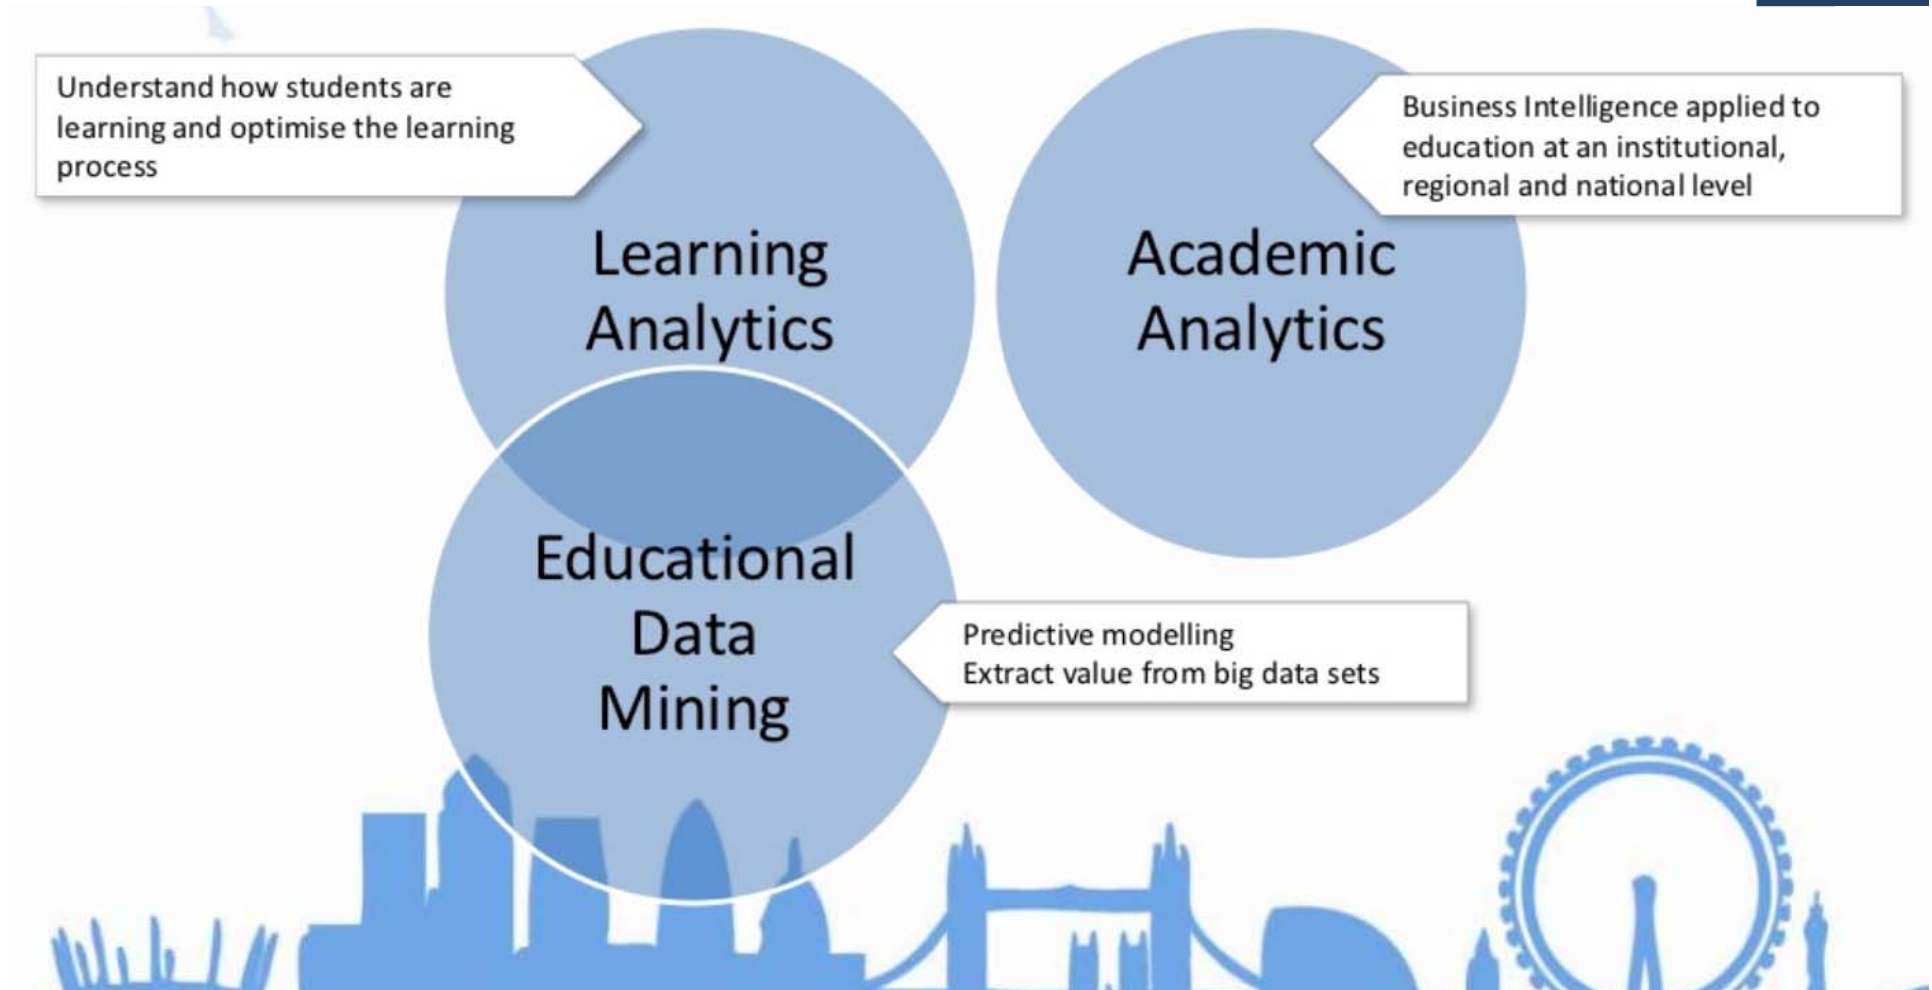 Understand how students are
learning and optimise the learning
process
Learning
Analytics
Academic
Analytics
Business Intelligence applied to
education at an institutional,
regional and national level
Educational
Data
Mining
Predictive modelling
Extract value from big data sets